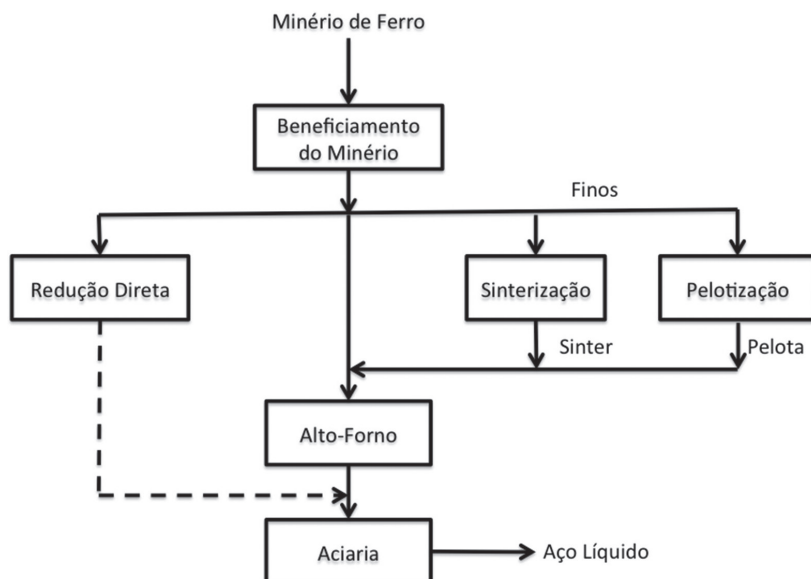 Minério de Ferro
Beneficiamento
do Minério
Finos
Redução Direta
Sinterização
Pelotização
Sinter
Pelota
Alto-Forno
Aciaria
Aço Líquido